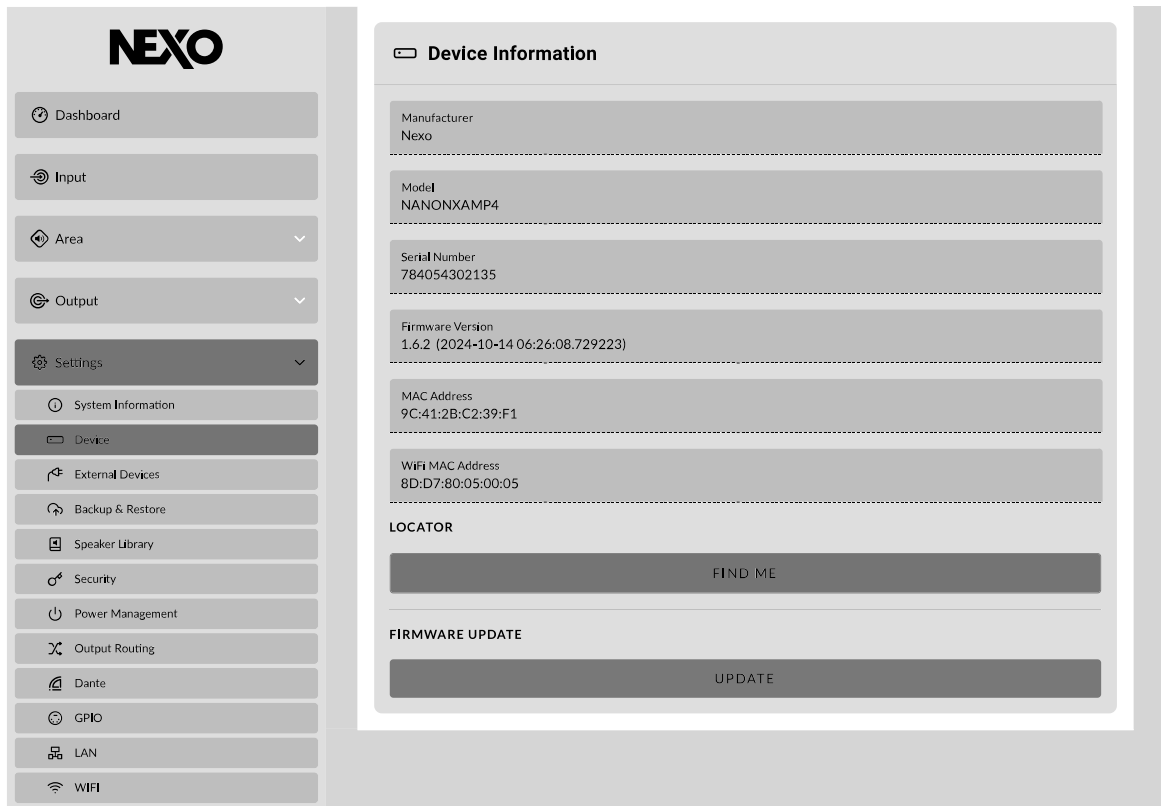 NEXO
Dashboard
Input
Area
Output
Settings
System Information
Device
External Devices
Backup & Restore
Speaker Library
Security
Power Management
Output Routing
Dante
GPIO
LAN
WIFI
Device Information
Manufacturer
Nexo
Model
NANONXAMP4
Serial Number
784054302135
Firmware Version
1.6.2 (2024-10-14 06:26:08.729223)
MAC Address
9C:41:2B:C2:39:F1
WiFi MAC Address
8D:D7:80:05:00:05
LOCATOR
FIND ME
FIRMWARE UPDATE
UPDATE